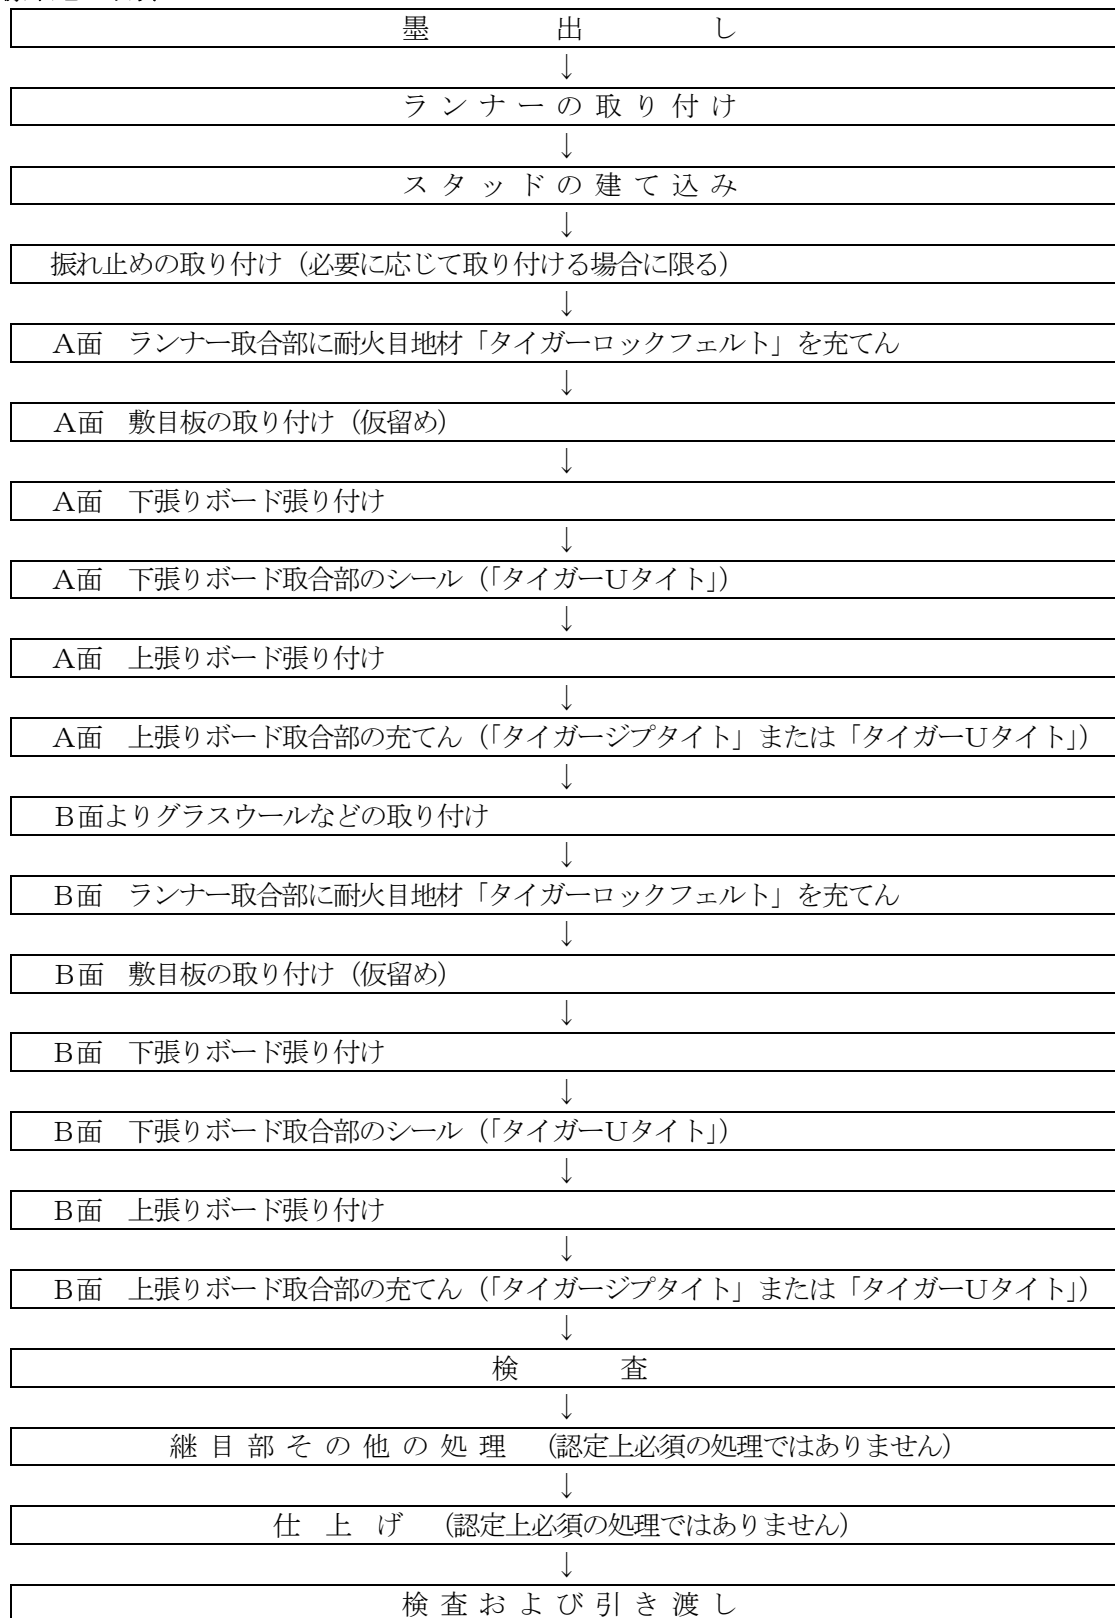 墨出し
↓
ランナーの取り付け
↓
スタッドの建て込み
↓
振れ止めの取り付け（必要に応じて取り付ける場合に限る）
↓
Ａ面　ランナー取合部に耐火目地材「タイガーロックフェルト」を充てん
↓
Ａ面　敷目板の取り付け（仮留め）
↓
Ａ面　下張りボード張り付け
↓
Ａ面　下張りボード取合部のシール（「タイガーＵタイト」）
↓
Ａ面　上張りボード張り付け
↓
Ａ面　上張りボード取合部の充てん（「タイガージプタイト」または「タイガーＵタイト」）
↓
Ｂ面よりグラスウールなどの取り付け
↓
Ｂ面　ランナー取合部に耐火目地材「タイガーロックフェルト」を充てん
↓
Ｂ面　敷目板の取り付け（仮留め）
↓
Ｂ面　下張りボード張り付け
↓
Ｂ面　下張りボード取合部のシール（「タイガーＵタイト」）
↓
Ｂ面　上張りボード張り付け
↓
Ｂ面　上張りボード取合部の充てん（「タイガージプタイト」または「タイガーＵタイト」）
↓
検査
↓
継目部その他の処理　（認定上必須の処理ではありません）
↓
仕上げ　（認定上必須の処理ではありません）
↓
検査および引き渡し